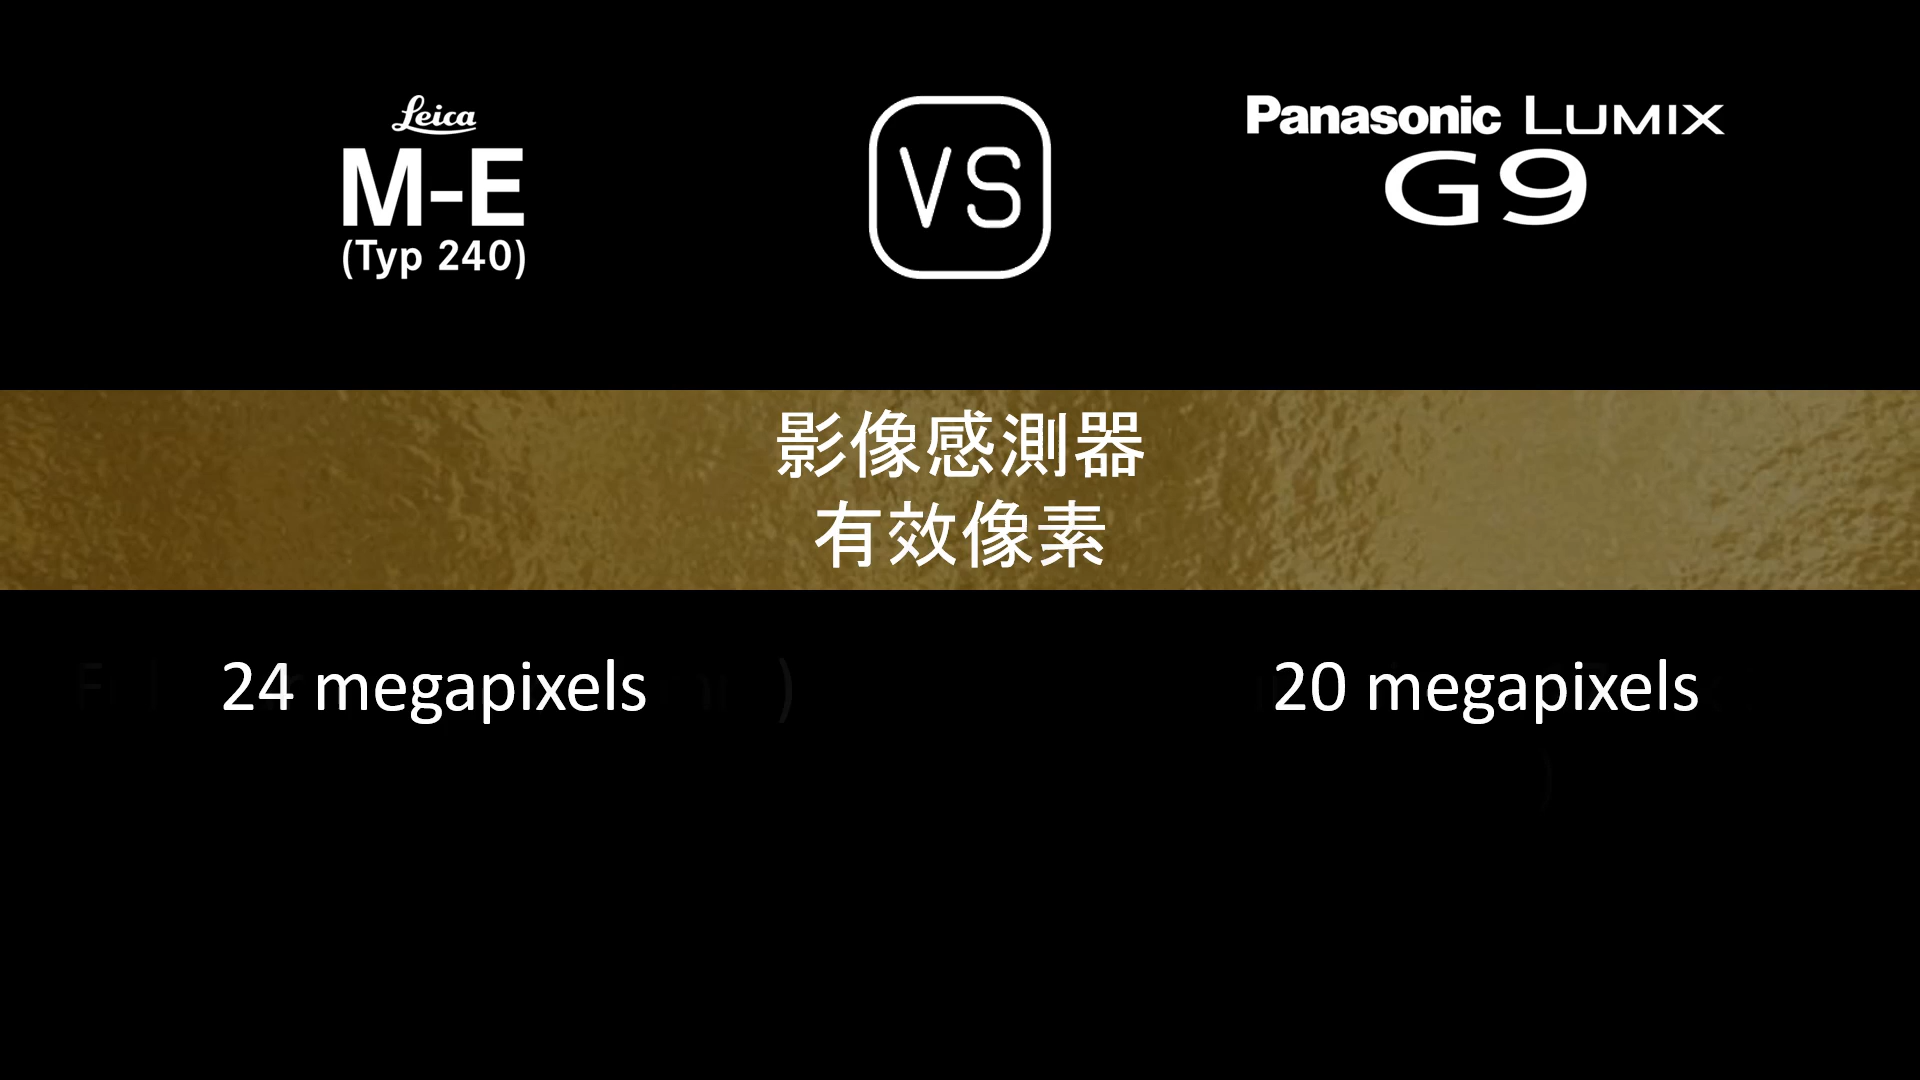 Leica
M-E
(Typ 240)
VS
Panasonic LUMIX
G9
影像感測器
有效像素
24 megapixels
20 megapixels